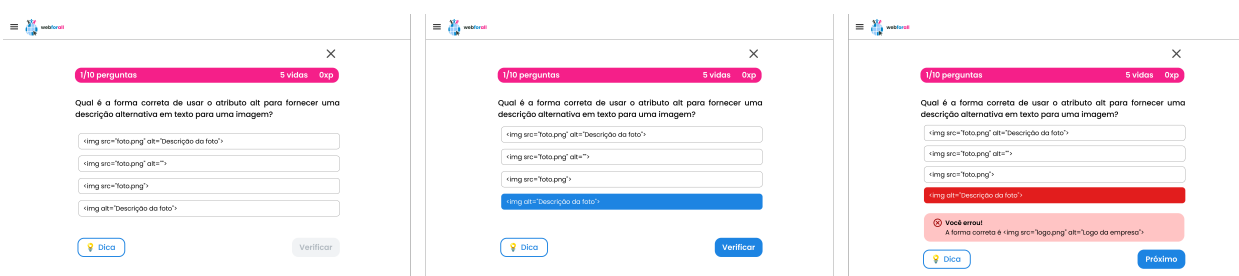 webforall
1/10 perguntas 5 vidas 0xp
Qual é a forma correta de usar o atributo alt para fornecer uma
descrição alternativa em texto para uma imagem?
<img src="foto.png" alt="Descrição da foto">
<img src="foto.png" alt="">
<img src="foto.png">
<img alt="Descrição da foto">
💡 Dica
Verificar
webforall
1/10 perguntas 5 vidas 0xp
Qual é a forma correta de usar o atributo alt para fornecer uma
descrição alternativa em texto para uma imagem?
<img src="foto.png" alt="Descrição da foto">
<img src="foto.png" alt="">
<img src="foto.png">
<img alt="Descrição da foto">
💡 Dica
Verificar
webforall
1/10 perguntas 5 vidas 0xp
Qual é a forma correta de usar o atributo alt para fornecer uma
descrição alternativa em texto para uma imagem?
<img src="foto.png" alt="Descrição da foto">
<img src="foto.png" alt="">
<img src="foto.png">
<img alt="Descrição da foto">
Você errou!
A forma correta é <img src="logo.png" alt="Logo da empresa">
💡 Dica
Próximo